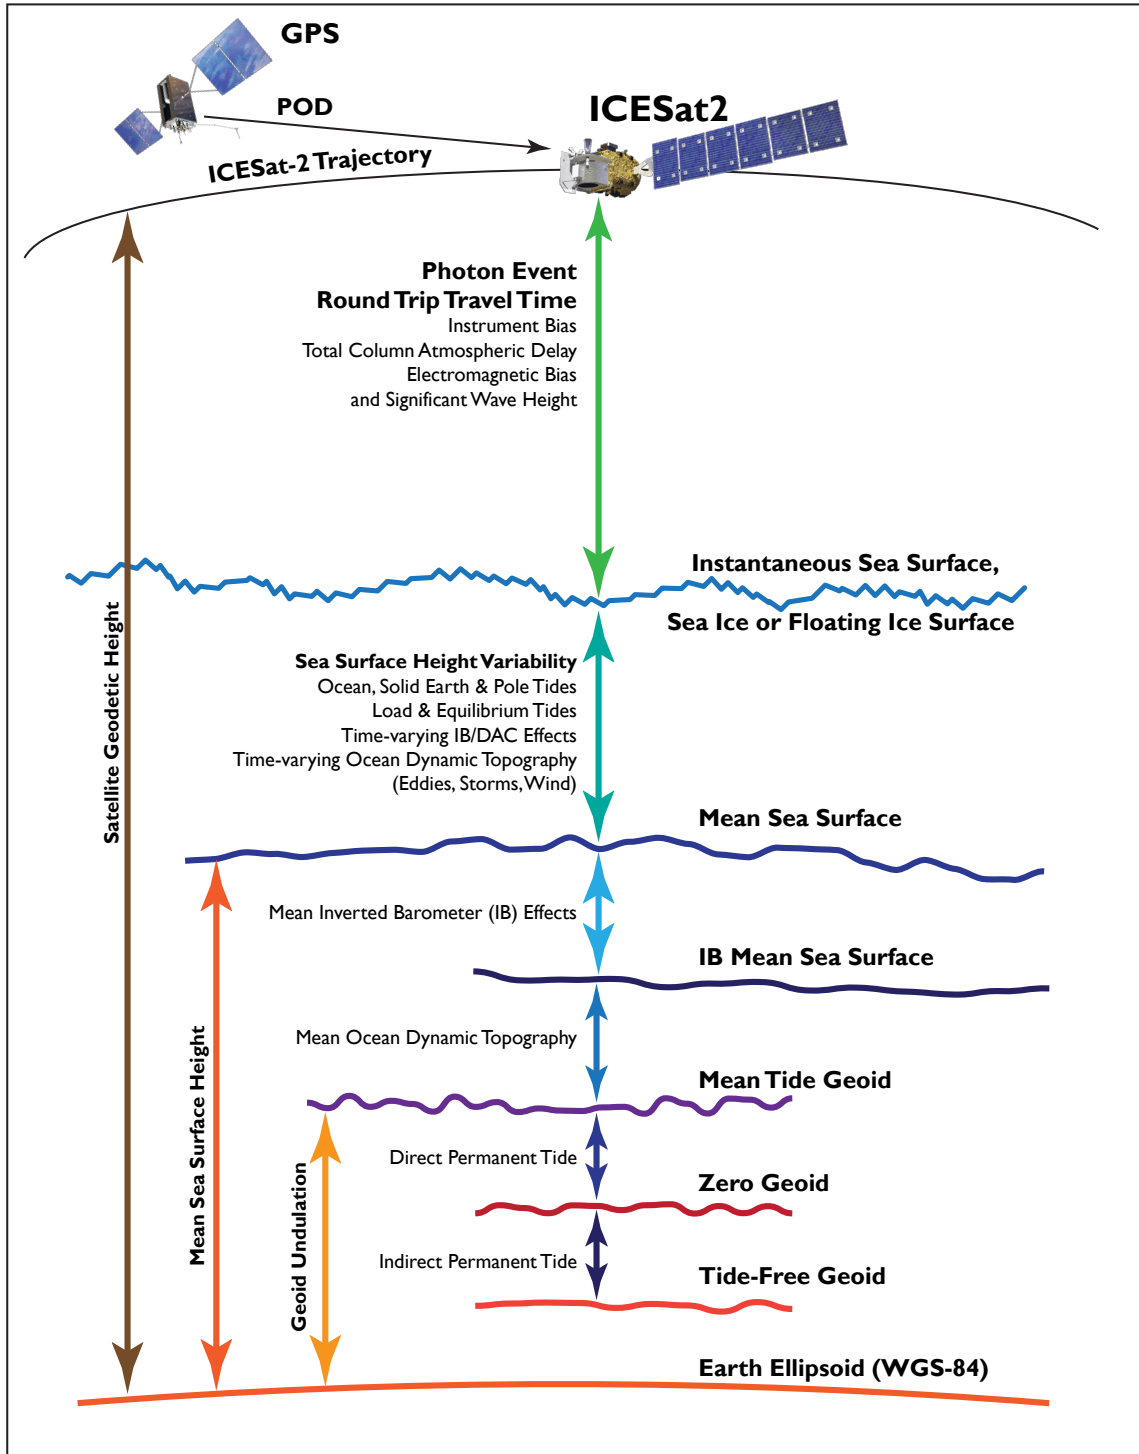 GPS
POD
ICESat2
ICESat-2 Trajectory
Photon Event
Round Trip Travel Time
Instrument Bias
Total Column Atmospheric Delay
Electromagnetic Bias
and Significant Wave Height
Instantaneous Sea Surface,
Sea Ice or Floating Ice Surface
Satellite Geodetic Height
Sea Surface Height Variability
Ocean, Solid Earth & Pole Tides
Load & Equilibrium Tides
Time-varying IB/DAC Effects
Time-varying Ocean Dynamic Topography
(Eddies, Storms, Wind)
Mean Sea Surface
Mean Inverted Barometer (IB) Effects
IB Mean Sea Surface
Mean Sea Surface Height
Mean Ocean Dynamic Topography
Mean Tide Geoid
Geoid Undulation
Direct Permanent Tide
Zero Geoid
Indirect Permanent Tide
Tide-Free Geoid
Earth Ellipsoid (WGS-84)